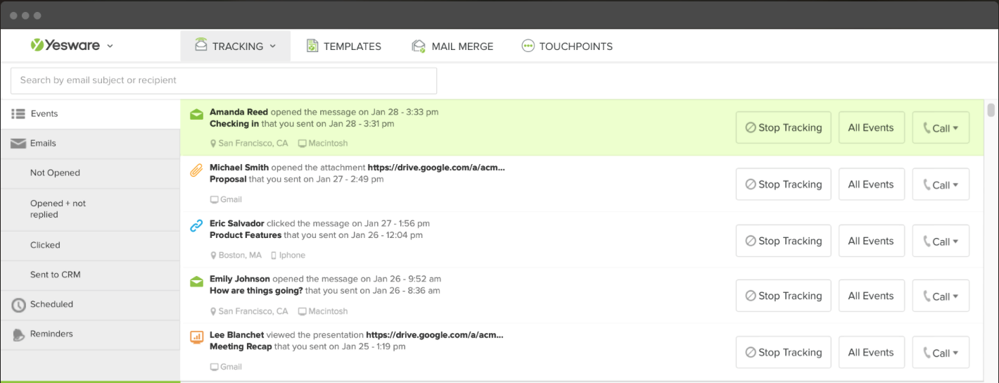 Yesware
TRACKING
TEMPLATES
MAIL MERGE
TOUCHPOINTS
Search by email subject or recipient
Events
Emails
Not Opened
Opened + not
replied
Clicked
Sent to CRM
Scheduled
Reminders
Amanda Reed opened the message on Jan 28 - 3:33 pm
Checking in that you sent on Jan 28 - 3:31 pm
San Francisco, CA Macintosh
Stop Tracking All Events Call
Michael Smith opened the attachment https://drive.google.com/a/acm...
Proposal that you sent on Jan 27 - 2:49 pm
Gmail
Stop Tracking All Events Call
Eric Salvador clicked the message on Jan 27 - 1:56 pm
Product Features that you sent on Jan 26 - 12:04 pm
Boston, MA Iphone
Stop Tracking All Events Call
Emily Johnson opened the message on Jan 26 - 9:52 am
How are things going? that you sent on Jan 26 - 8:36 am
San Francisco, CA Macintosh
Stop Tracking All Events Call
Lee Blanchet viewed the presentation https://drive.google.com/a/acm...
Meeting Recap that you sent on Jan 25 - 1:19 pm
Gmail
Stop Tracking All Events Call